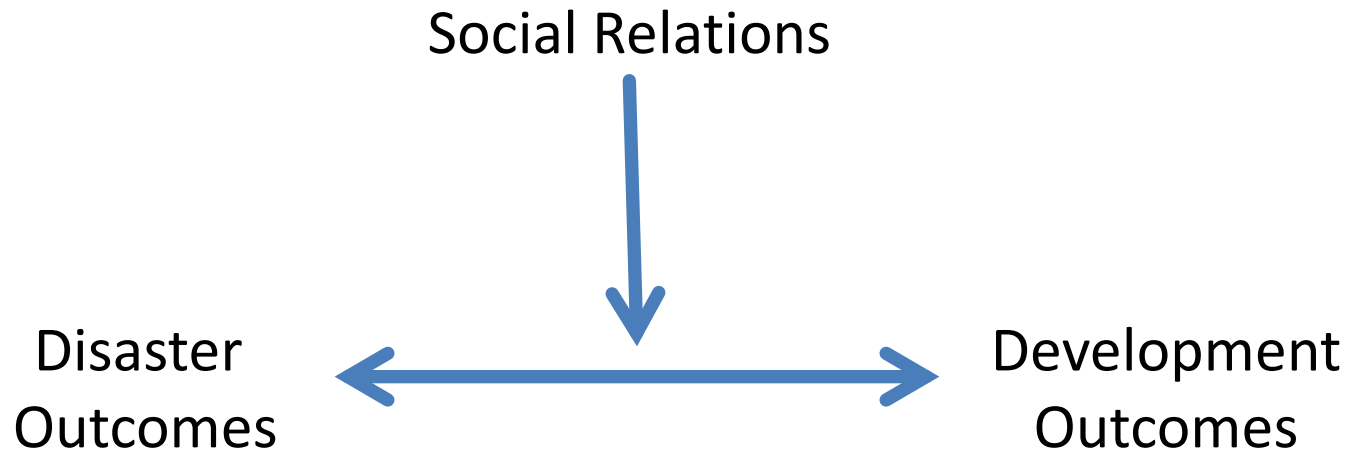 Social Relations
Disaster
Outcomes
Development
Outcomes